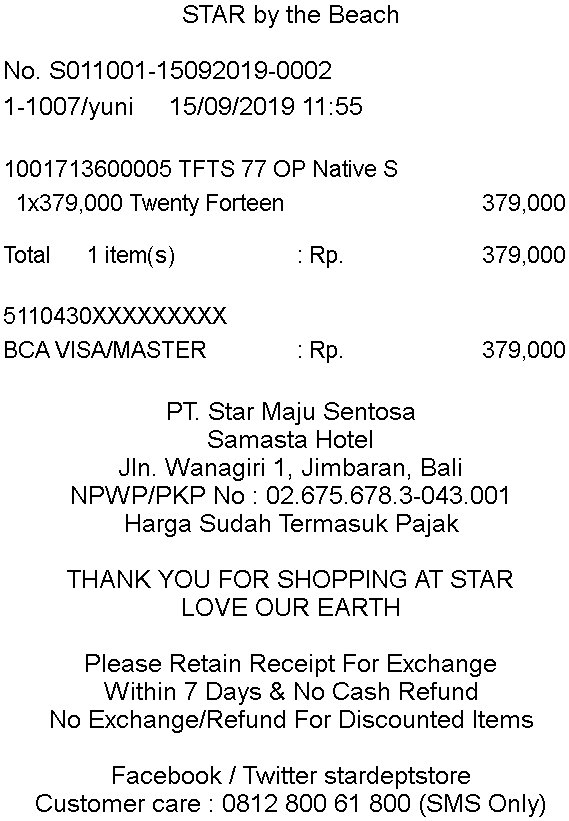 STAR by the Beach
No. S011001-15092019-0002
1-1007/yuni 15/09/2019 11:55
1001713600005 TFTS 77 OP Native S
1x379,000 Twenty Forteen 379,000
Total 1 item(s) : Rp. 379,000
5110430XXXXXXXXX
BCA VISA/MASTER : Rp. 379,000
PT. Star Maju Sentosa
Samasta Hotel
Jln. Wanagiri 1, Jimbaran, Bali
NPWP/PKP No : 02.675.678.3-043.001
Harga Sudah Termasuk Pajak
THANK YOU FOR SHOPPING AT STAR
LOVE OUR EARTH
Please Retain Receipt For Exchange
Within 7 Days & No Cash Refund
No Exchange/Refund For Discounted Items
Facebook / Twitter stardeptstore
Customer care : 0812 800 61 800 (SMS Only)